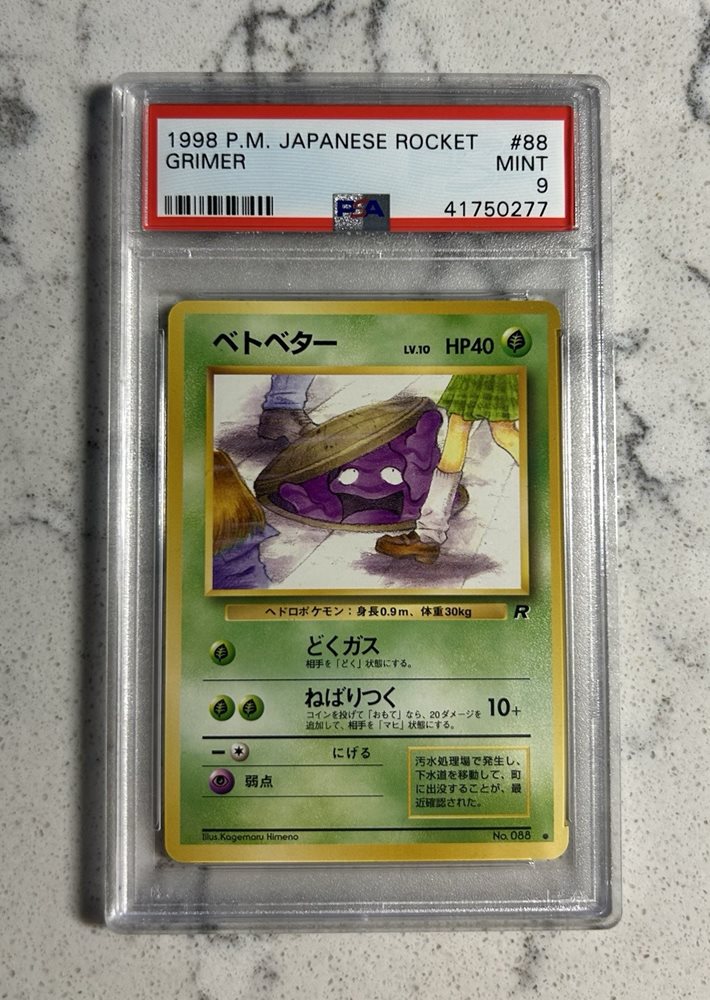 1998 P.M. JAPANESE ROCKET #88
GRIMER MINT
9
PSA 41750277
ベトベター LV.10 HP40
ヘドロポケモン：身長0.9m、体重30kg R
どくガス
相手を「どく」状態にする。
ねばりつく 10+
コインを投げて「おもて」なら、20ダメージを
追加して、相手を「マヒ」状態にする。
にげる
弱点
汚水処理場で発生し、
下水道を移動して、町
に出没することが、最
近確認された。
Illus.Kagemaru Himeno No.088